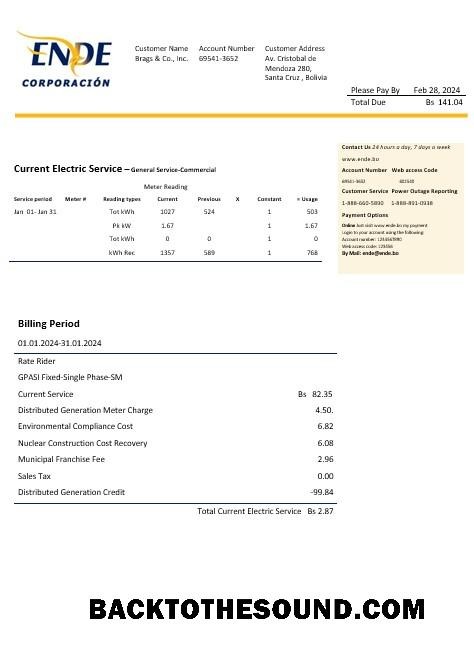 ENDE
CORPORACIÓN
Customer Name Account Number Customer Address
Brags & Co., Inc. 69541-3652 Av. Cristobal de
Mendoza 280,
Santa Cruz , Bolivia
Please Pay By Feb 28, 2024
Total Due Bs 141.04
Contact Us 24 hours a day, 7 days a week
www.ende.bo
Account Number Web access Code
69541-3652
Customer Service Power Outage Reporting
1-888-660-5890 1-888-891-0938
Payment Options
Online Just visit www.ende.bo my payment
Login to your account using the following:
Account number: 1234567890
Web access code: 123456
By Mail: ende@ende.bo
Current Electric Service – General Service-Commercial
Meter Reading
Service period Meter # Reading types Current Previous X Constant = Usage
Jan 01- Jan 31 Tot kWh 1027 524 1 503
Pk kW 1.67 1 1.67
Tot kWh 0 0 1 0
kWh Rec 1357 589 1 768
Billing Period
01.01.2024-31.01.2024
Rate Rider
GPASI Fixed-Single Phase-SM
Current Service Bs 82.35
Distributed Generation Meter Charge 4.50.
Environmental Compliance Cost 6.82
Nuclear Construction Cost Recovery 6.08
Municipal Franchise Fee 2.96
Sales Tax 0.00
Distributed Generation Credit -99.84
Total Current Electric Service Bs 2.87
BACKTOTHESOUND.COM